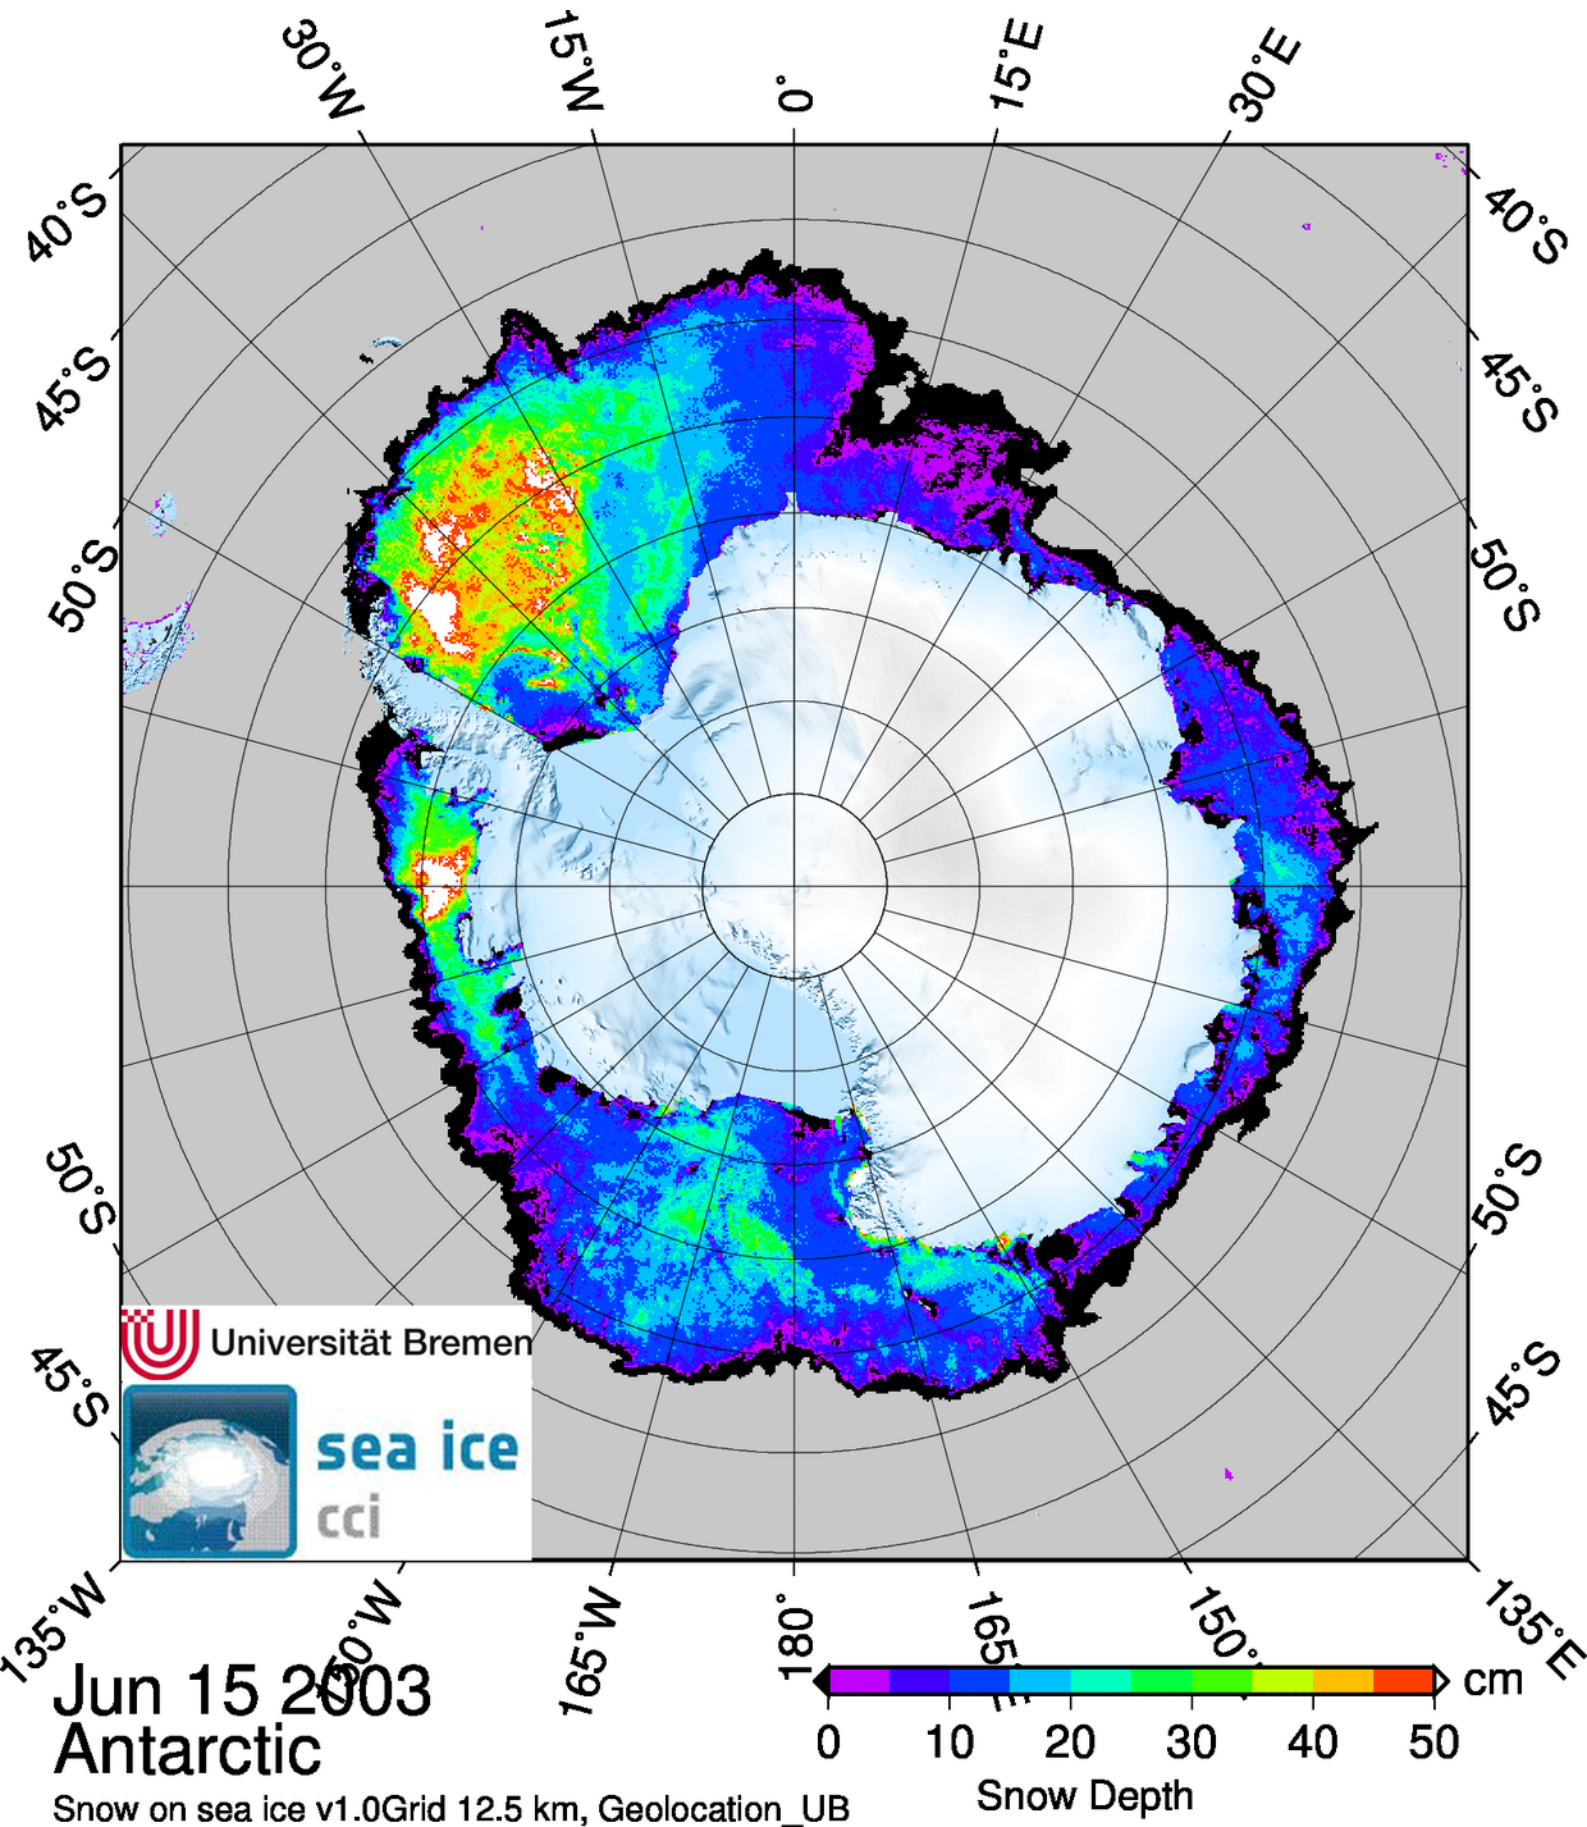 30°W 15°W 0° 15°E 30°E
40°S 40°S
45°S 45°S
50°S 50°S
50°S 50°S
45°S 45°S
Universität Bremen
sea ice
cci
135°W 150°W 165°W 180° 165°E 150° 135°E
Jun 15 2003
Antarctic
Snow on sea ice v1.0Grid 12.5 km, Geolocation_UB
cm
0 10 20 30 40 50
Snow Depth